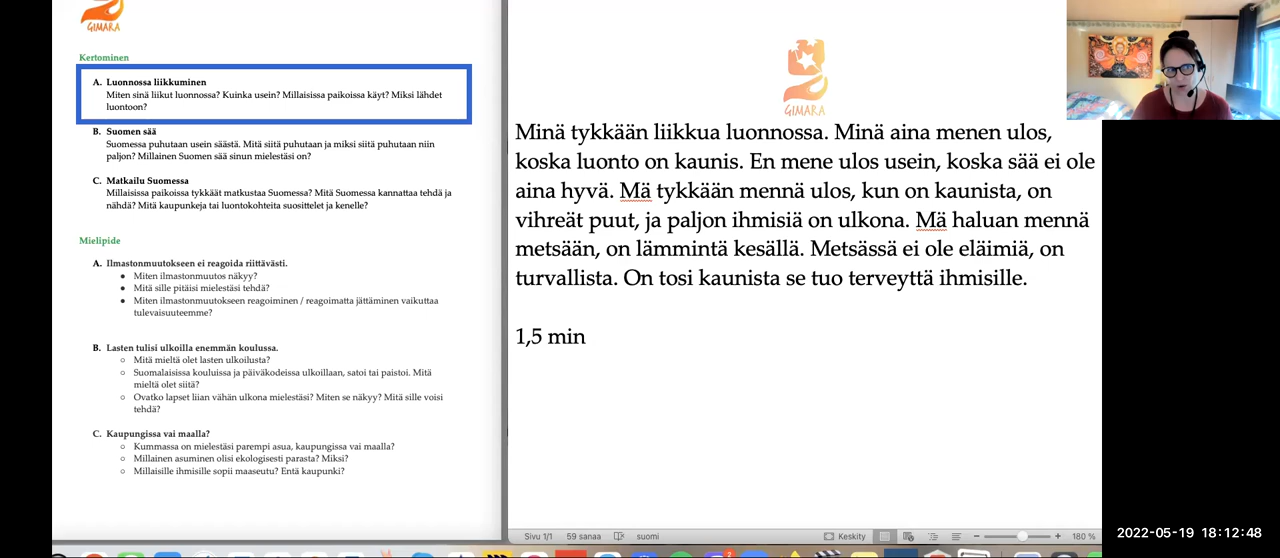 GIMARA
Kertominen
A. Luonnossa liikkuminen
Miten sinä liikut luonnossa? Kuinka usein? Millaisissa paikoissa käyt? Miksi lähdet
luontoon?
B. Suomen sää
Suomessa puhutaan usein säästä. Mitä siitä puhutaan ja miksi siitä puhutaan niin
paljon? Millainen Suomen sää sinun mielestäsi on?
C. Matkailu Suomessa
Millaisissa paikoissa tykkäät matkustaa Suomessa? Mitä Suomessa kannattaa tehdä ja
nähdä? Mitä kaupunkeja tai luontokohteita suosittelet ja kenelle?
Mielipide
A. Ilmastonmuutokseen ei reagoida riittävästi.
● Miten ilmastonmuutos näkyy?
● Mitä sille pitäisi mielestäsi tehdä?
● Miten ilmastonmuutokseen reagoiminen / reagoimatta jättäminen vaikuttaa
tulevaisuuteemme?
B. Lasten tulisi ulkoilla enemmän koulussa.
○ Mitä mieltä olet lasten ulkoilusta?
○ Suomalaisissa kouluissa ja päiväkodeissa ulkoillaan, satoi tai paistoi. Mitä
mieltä olet siitä?
○ Ovatko lapset liian vähän ulkona mielestäsi? Miten se näkyy? Mitä sille voisi
tehdä?
C. Kaupungissa vai maalla?
○ Kummassa on mielestäsi parempi asua, kaupungissa vai maalla?
○ Millainen asuminen olisi ekologisesti parasta? Miksi?
○ Millaisille ihmisille sopii maaseutu? Entä kaupunki?
GIMARA
Minä tykkään liikkua luonnossa. Minä aina menen ulos,
koska luonto on kaunis. En mene ulos usein, koska sää ei ole
aina hyvä. Mä tykkään mennä ulos, kun on kaunista, on
vihreät puut, ja paljon ihmisiä on ulkona. Mä haluan mennä
metsään, on lämmintä kesällä. Metsässä ei ole eläimiä, on
turvallista. On tosi kaunista se tuo terveyttä ihmisille.
1,5 min
Sivu 1/1 59 sanaa suomi Keskity 180 %
2
2022-05-19 18:12:48